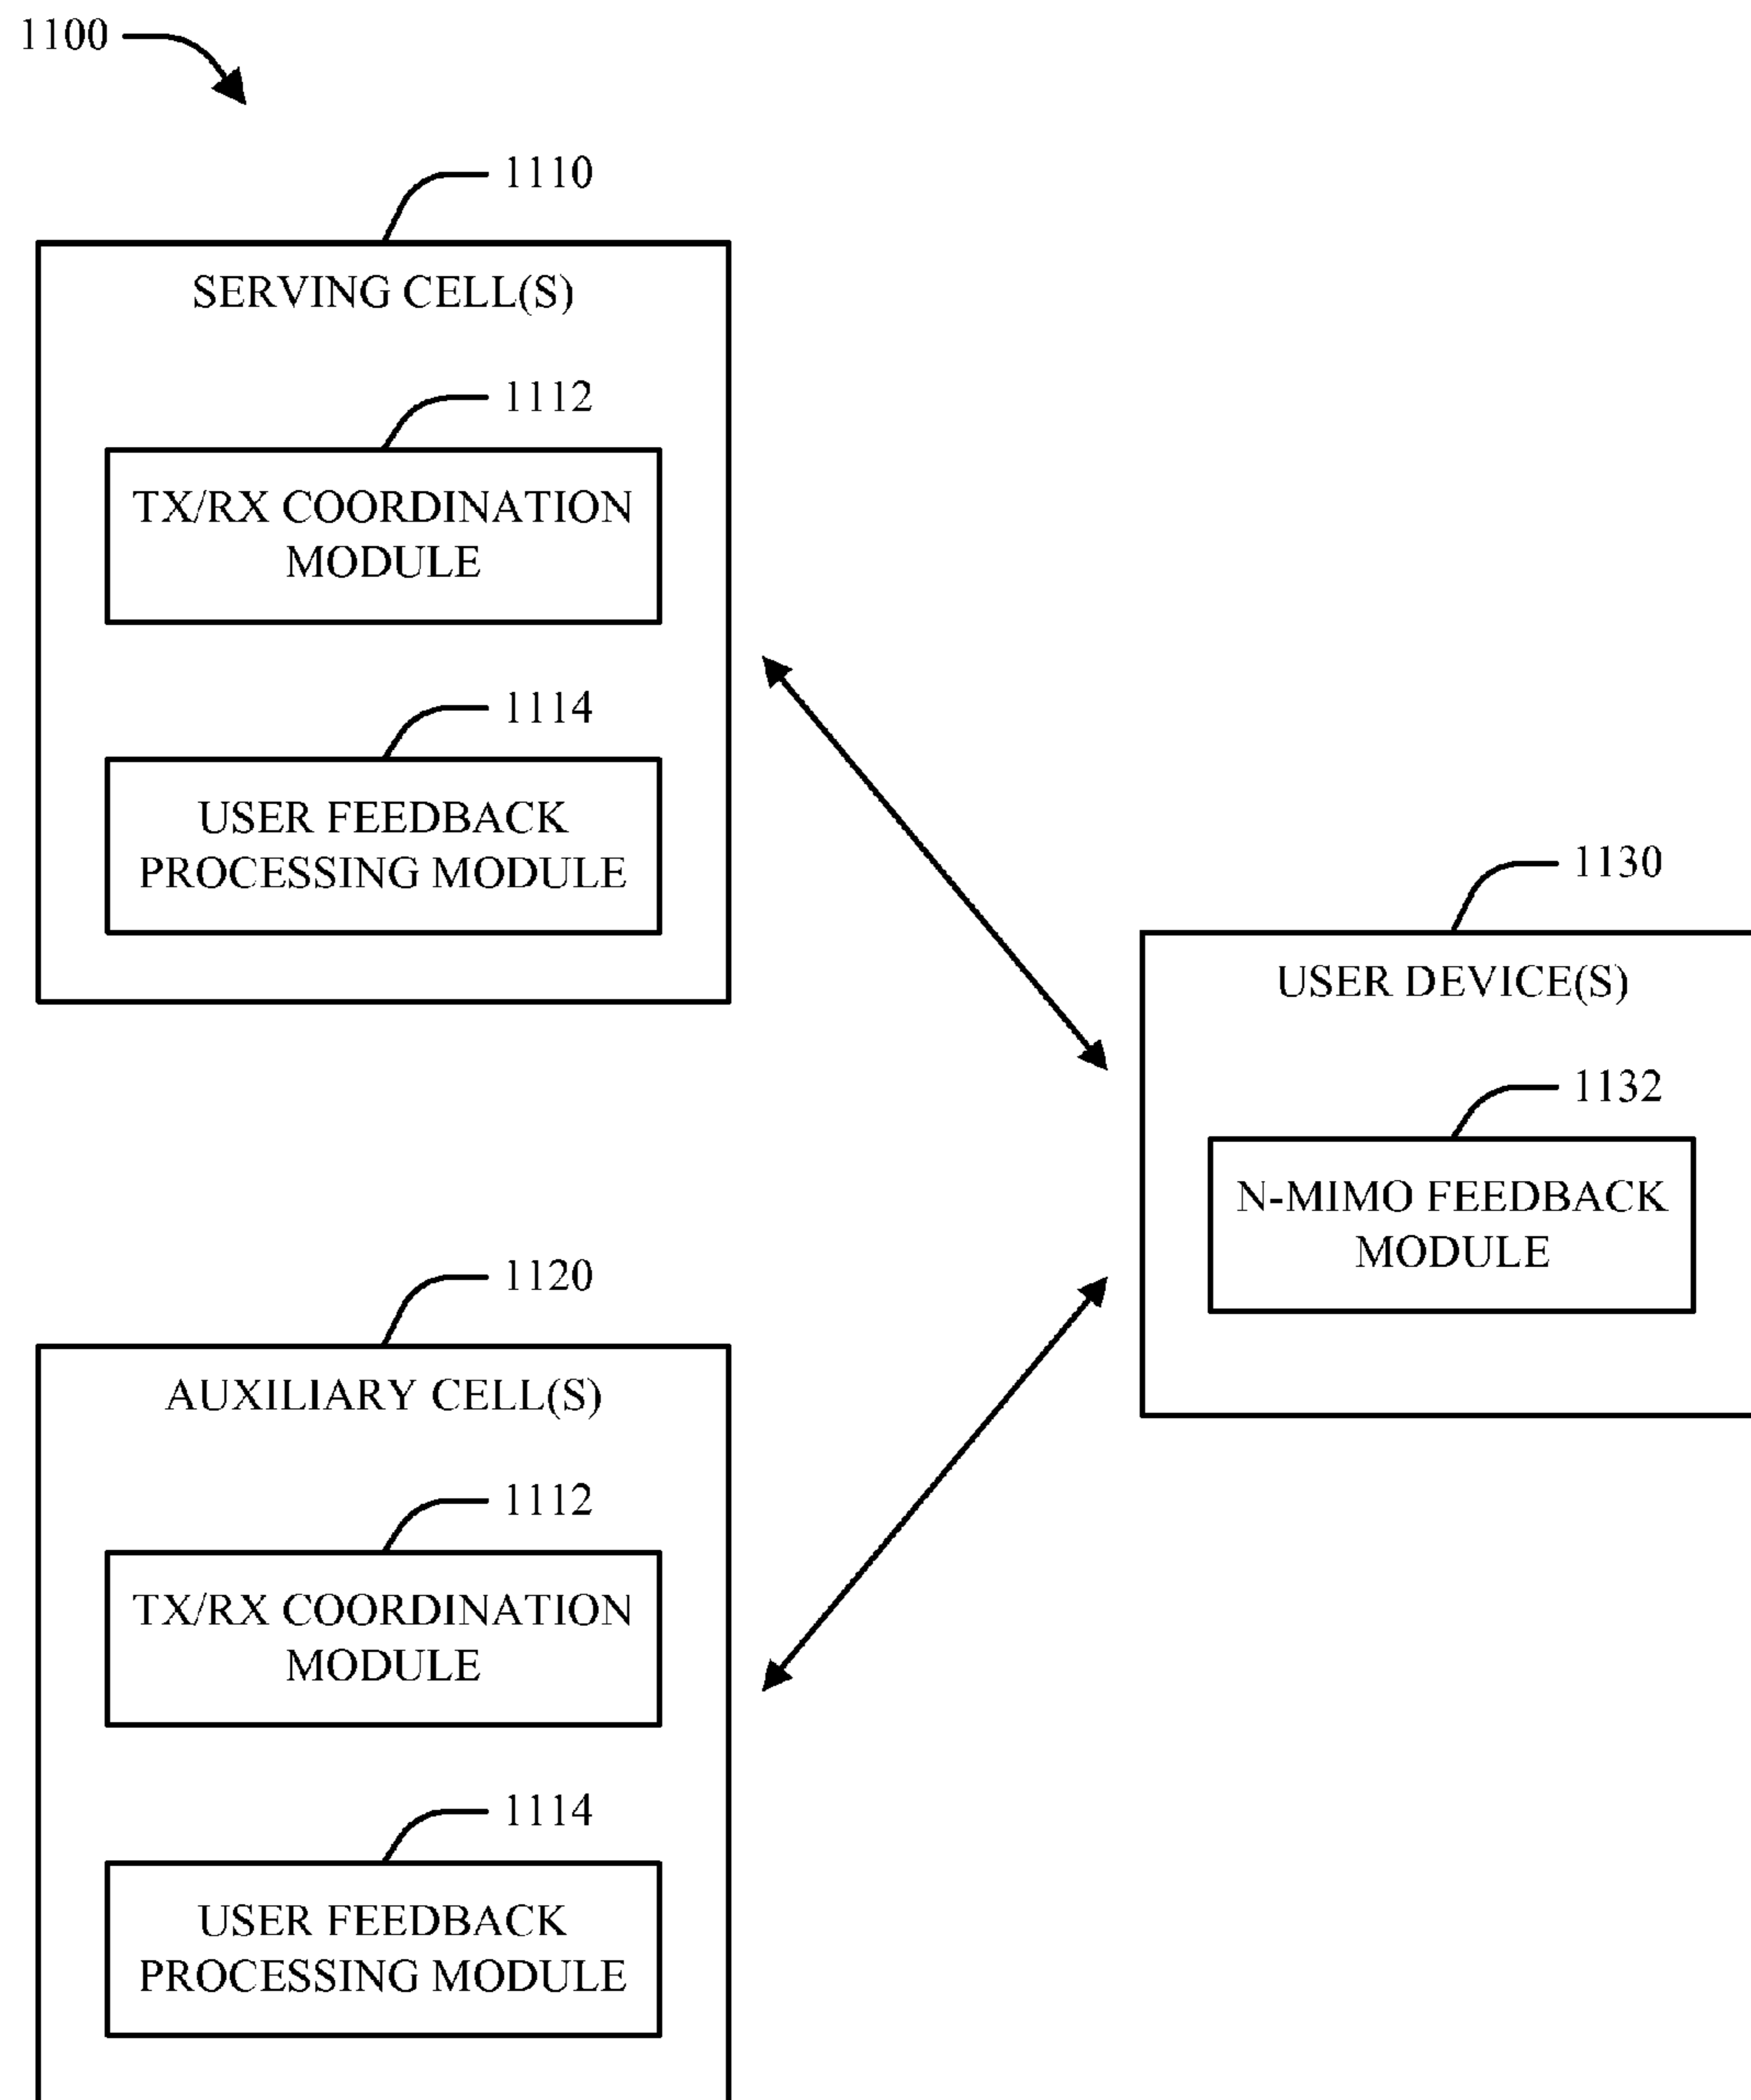 1100
1110
SERVING CELL(S)
1112
TX/RX COORDINATION
MODULE
1114
USER FEEDBACK
PROCESSING MODULE
1130
USER DEVICE(S)
1132
N-MIMO FEEDBACK
MODULE
1120
AUXILIARY CELL(S)
1112
TX/RX COORDINATION
MODULE
1114
USER FEEDBACK
PROCESSING MODULE